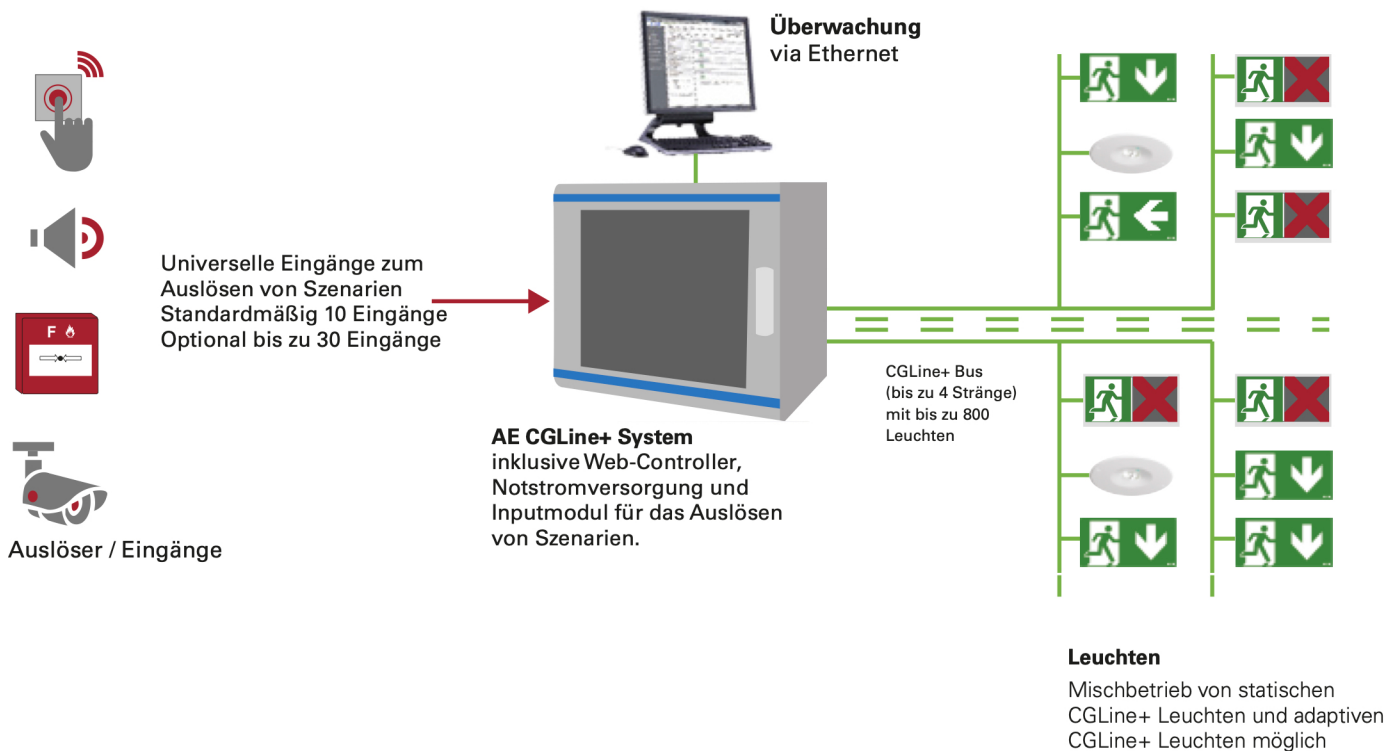 Überwachung
via Ethernet
Universelle Eingänge zum
Auslösen von Szenarien
Standardmäßig 10 Eingänge
Optional bis zu 30 Eingänge
F
CGLine+ Bus
(bis zu 4 Stränge)
mit bis zu 800
Leuchten
AE CGLine+ System
inklusive Web-Controller,
Notstromversorgung und
Inputmodul für das Auslösen
von Szenarien.
Auslöser / Eingänge
Leuchten
Mischbetrieb von statischen
CGLine+ Leuchten und adaptiven
CGLine+ Leuchten möglich